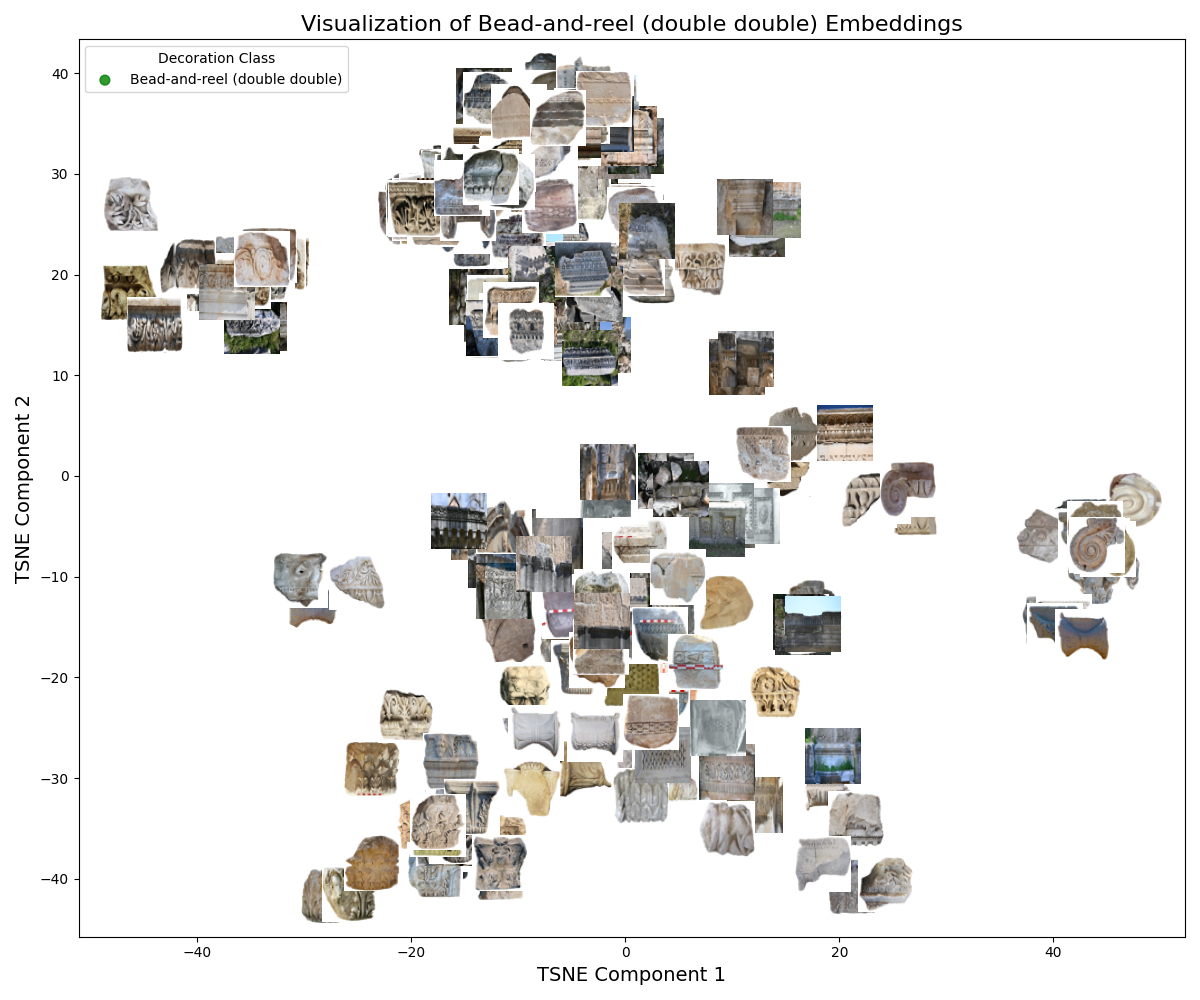 Visualization of Bead-and-reel (double double) Embeddings
Decoration Class
Bead-and-reel (double double)
40
30
20
10
0
−10
−20
−30
−40
TSNE Component 2
−40
−20
0
20
40
TSNE Component 1